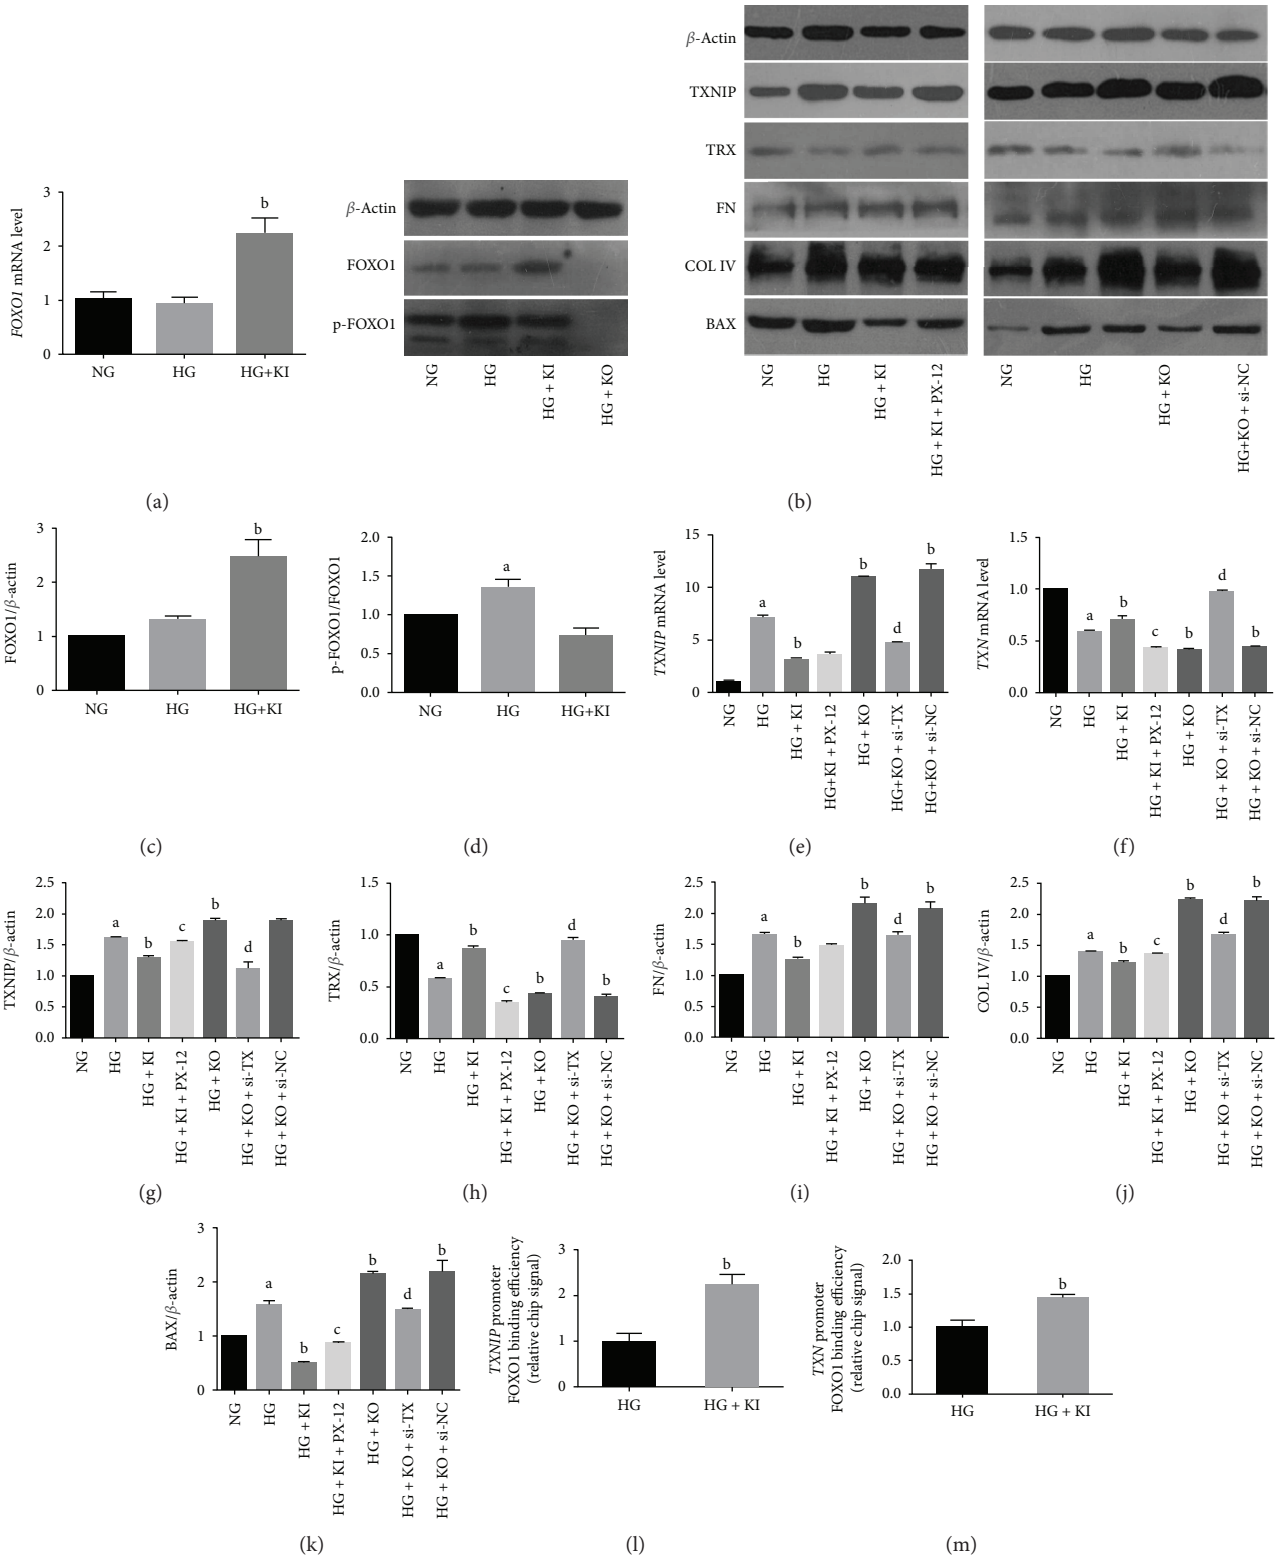 FOXO1 mRNA level
3
2
1
0
b
NG
HG
HG+KI
β-Actin
FOXO1
p-FOXO1
NG
HG
HG + KI
HG + KO
(a)
β-Actin
TXNIP
TRX
FN
COL IV
BAX
NG
HG
HG + KI
HG + KI + PX-12
NG
HG
HG + KO
HG+KO + si-NC
(b)
FOXO1/β-actin
3
2
1
0
b
NG
HG
HG+KI
(c)
p-FOXO1/FOXO1
2.0
1.5
1.0
0.5
0.0
a
NG
HG
HG+KI
(d)
TXNIP mRNA level
15
10
5
0
a
b
b
d
b
NG
HG
HG + KI
HG+KI + PX-12
HG + KO
HG+KO + si-TX
HG+KO + si-NC
(e)
TXN mRNA level
1.5
1.0
0.5
0.0
a
b
c
b
d
b
NG
HG
HG + KI
HG + KI + PX-12
HG + KO
HG + KO + si-TX
HG + KO + si-NC
(f)
TXNIP/β-actin
2.5
2.0
1.5
1.0
0.5
0.0
a
b
c
b
d
NG
HG
HG + KI
HG + KI + PX-12
HG + KO
HG + KO + si-TX
HG + KO + si-NC
(g)
TRX/β-actin
1.5
1.0
0.5
0.0
a
b
c
b
d
b
NG
HG
HG + KI
HG + KI + PX-12
HG + KO
HG + KO + si-TX
HG + KO + si-NC
(h)
FN/β-actin
2.5
2.0
1.5
1.0
0.5
0.0
a
b
b
d
b
NG
HG
HG + KI
HG + KI + PX-12
HG + KO
HG + KO + si-TX
HG + KO + si-NC
(i)
COL IV/β-actin
2.5
2.0
1.5
1.0
0.5
0.0
a
b
c
b
d
b
NG
HG
HG + KI
HG + KI + PX-12
HG + KO
HG + KO + si-TX
HG + KO + si-NC
(j)
BAX/β-actin
3
2
1
0
a
b
c
b
d
b
NG
HG
HG + KI
HG + KI + PX-12
HG + KO
HG + KO + si-TX
HG + KO + si-NC
(k)
TXNIP promoter
FOXO1 binding efficiency
(relative chip signal)
3
2
1
0
b
HG
HG + KI
(l)
TXN promoter
FOXO1 binding efficiency
(relative chip signal)
2.0
1.5
1.0
0.5
0.0
b
HG
HG + KI
(m)